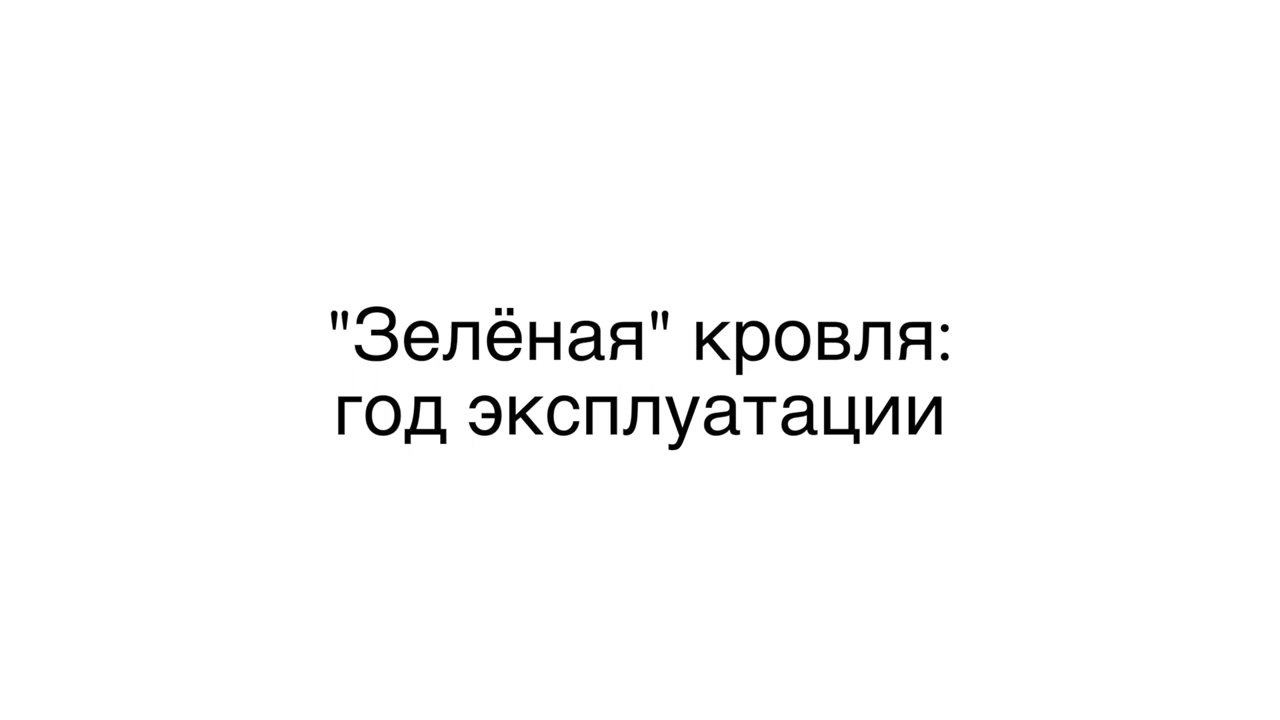 "Зелёная" кровля:
год эксплуатации